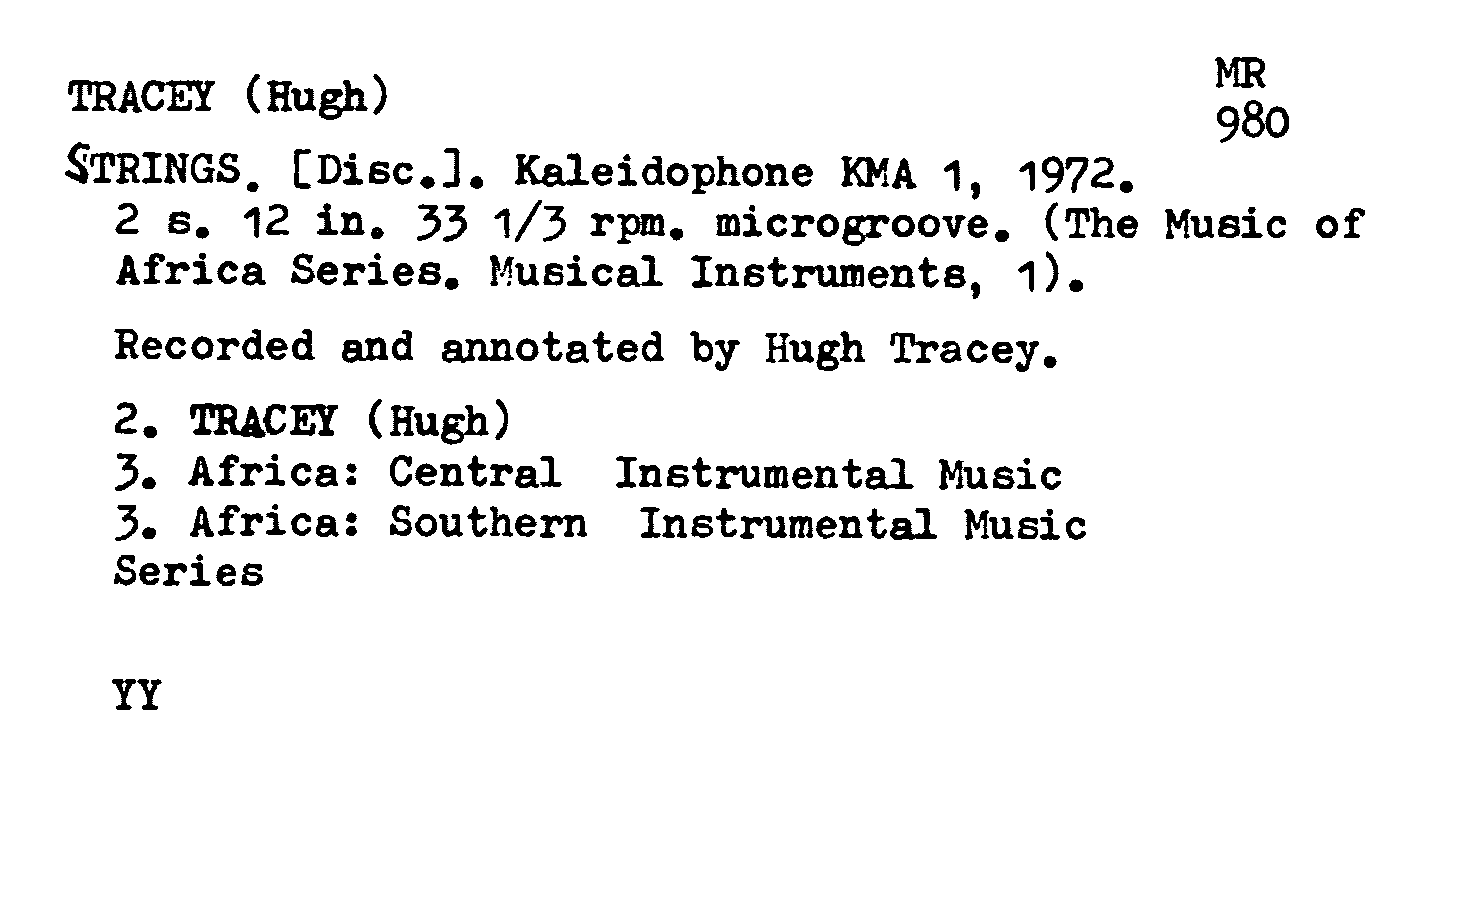 TRACEY (Hugh)
MR
980
STRINGS. [Disc.]. Kaleidophone KMA 1, 1972.
2 s. 12 in. 33 1/3 rpm. microgroove. (The Music of
Africa Series. Musical Instruments, 1).
Recorded and annotated by Hugh Tracey.
2. TRACEY (Hugh)
3. Africa: Central Instrumental Music
3. Africa: Southern Instrumental Music
Series
YY